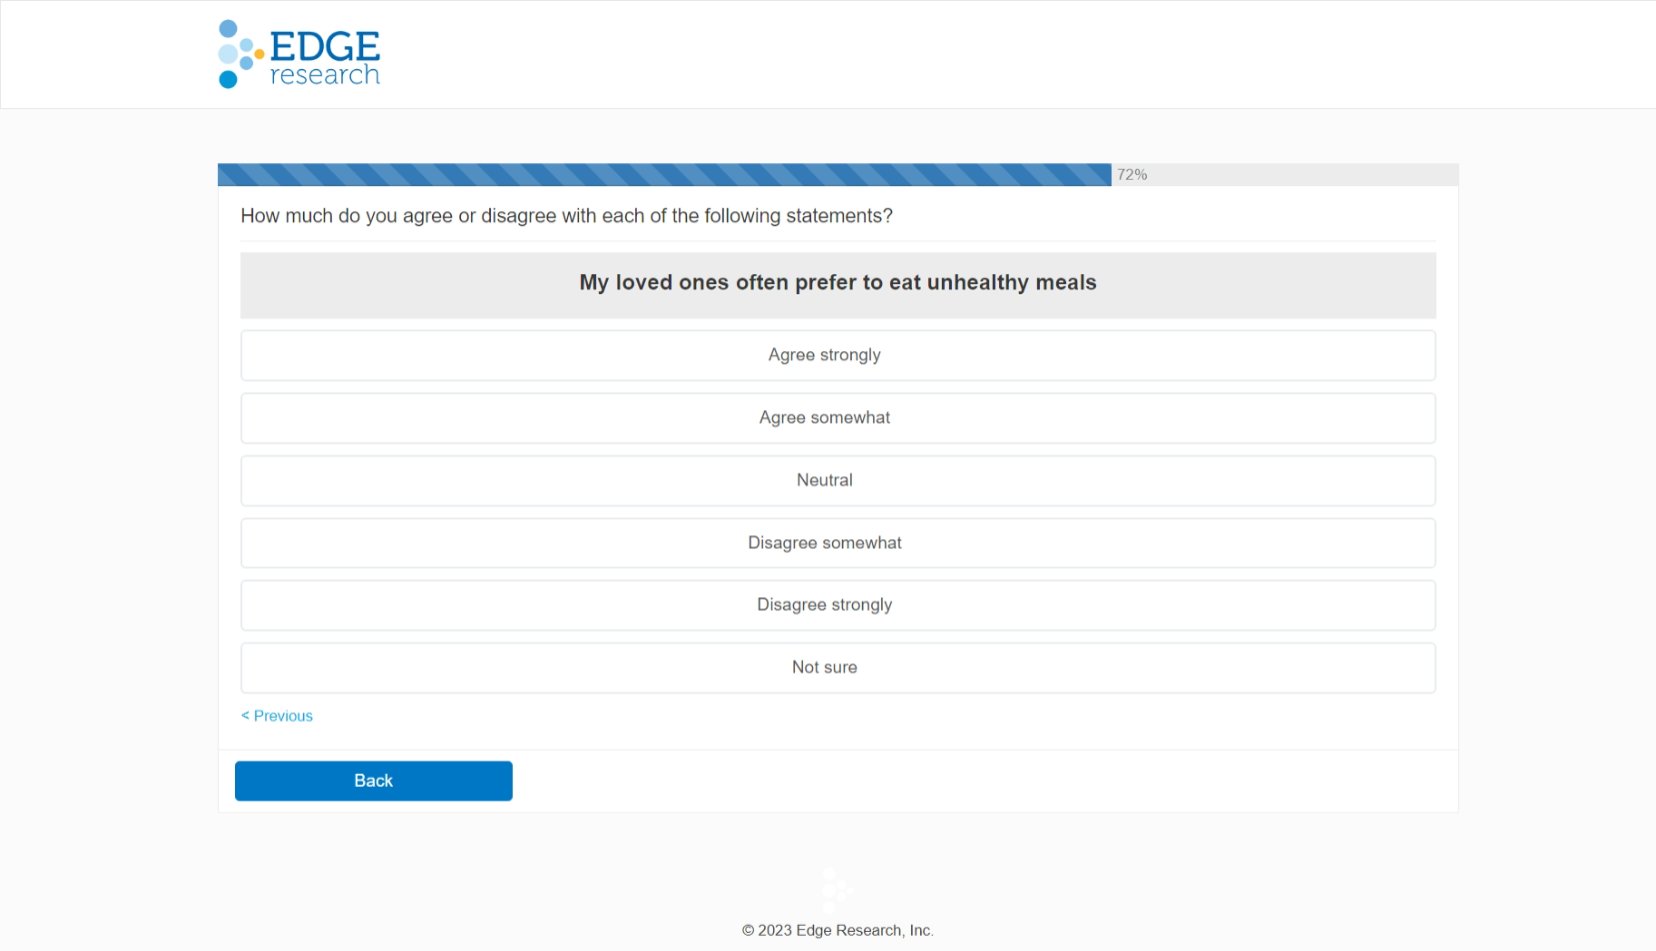 EDGE
research
72%
How much do you agree or disagree with each of the following statements?
My loved ones often prefer to eat unhealthy meals
Agree strongly
Agree somewhat
Neutral
Disagree somewhat
Disagree strongly
Not sure
< Previous
Back
© 2023 Edge Research, Inc.